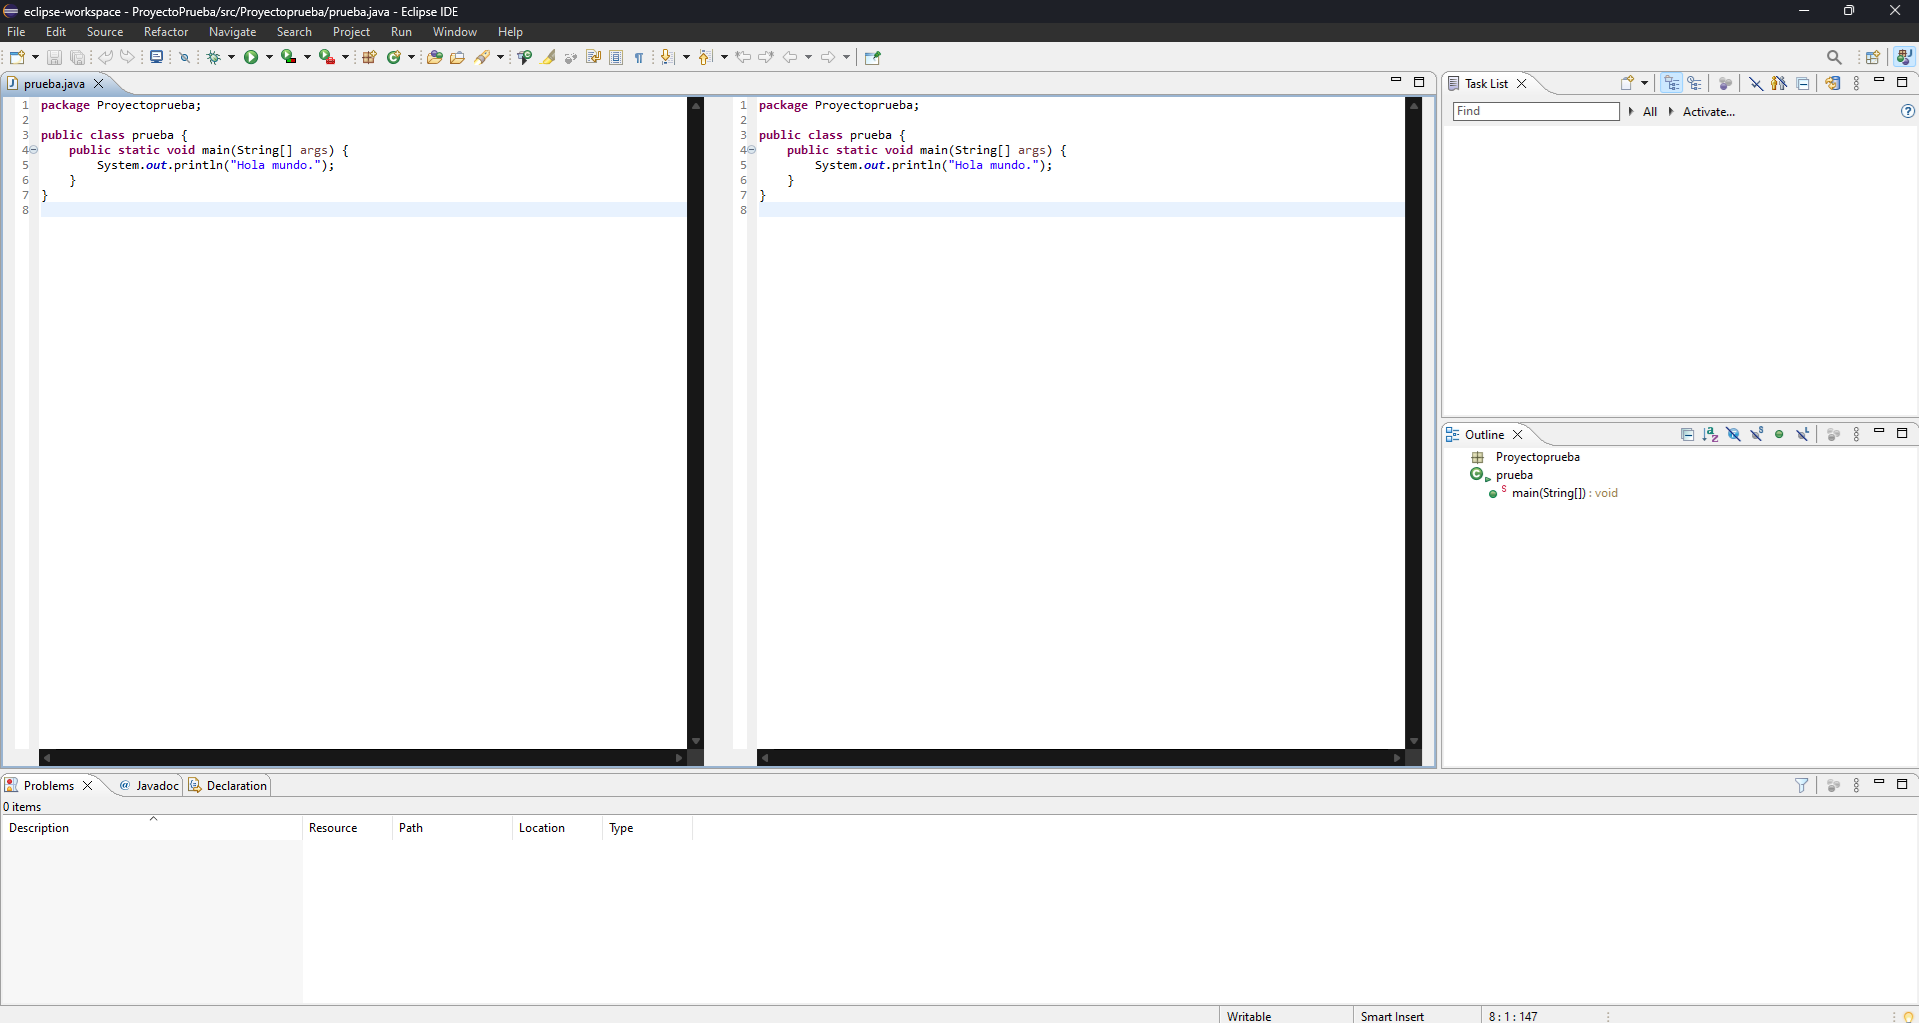 eclipse-workspace - ProyectoPrueba/src/Proyectoprueba/prueba.java - Eclipse IDE
File Edit Source Refactor Navigate Search Project Run Window Help
prueba.java
1 package Proyectoprueba;
2
3 public class prueba {
4 public static void main(String[] args) {
5 System.out.println("Hola mundo.");
6 }
7 }
8
1 package Proyectoprueba;
2
3 public class prueba {
4 public static void main(String[] args) {
5 System.out.println("Hola mundo.");
6 }
7 }
8
Task List
Find All Activate...
Outline
Proyectoprueba
prueba
main(String[]) : void
Problems @ Javadoc Declaration
0 items
Description Resource Path Location Type
Writable Smart Insert 8 : 1 : 147